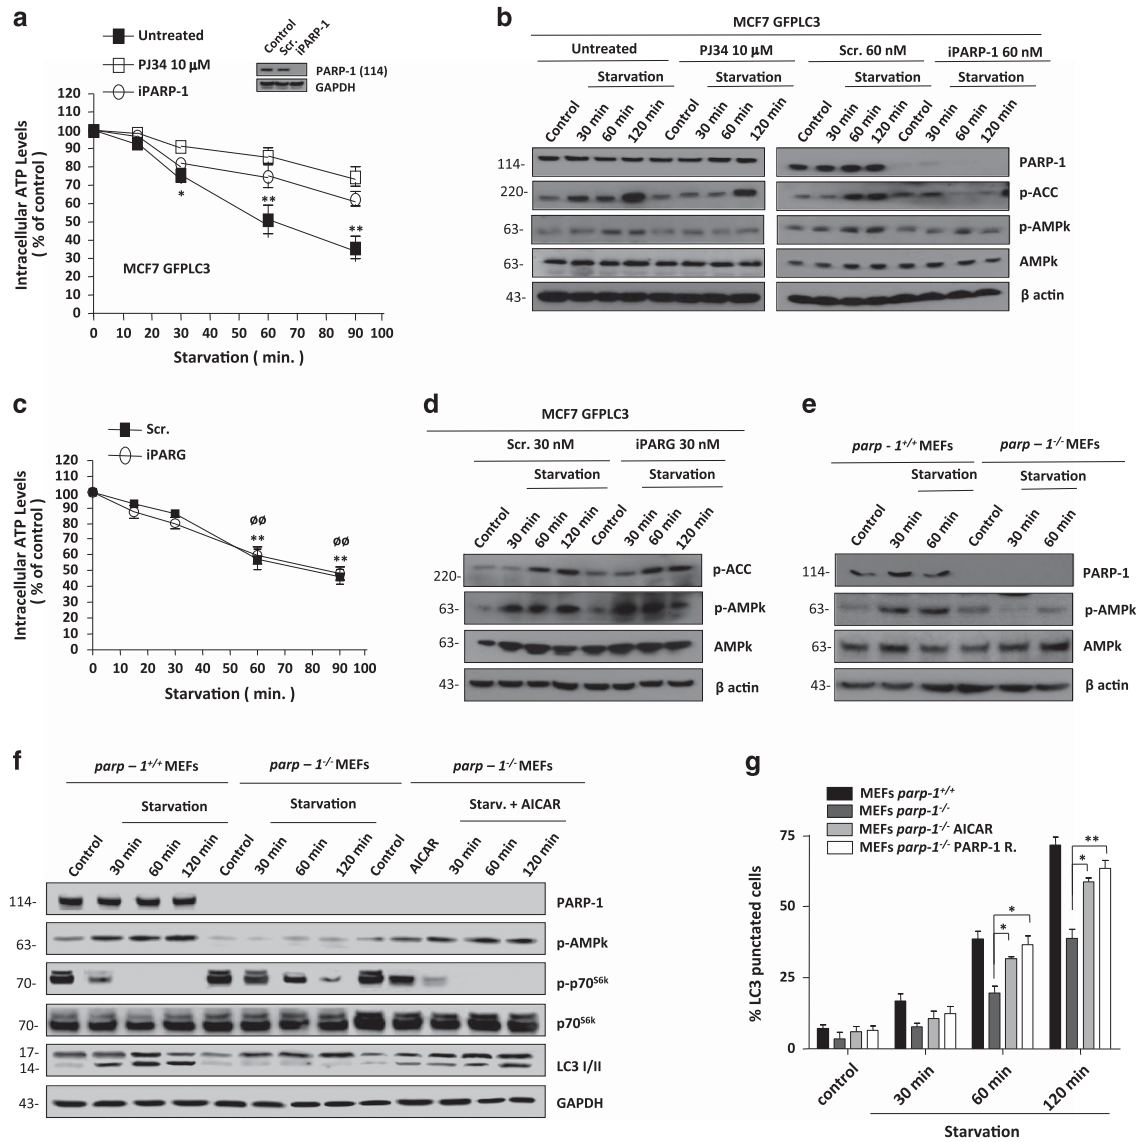 a
Untreated
PJ34 10 µM
iPARP-1
Control
Scr.
iPARP-1
PARP-1 (114)
GAPDH
Intracellular ATP Levels
( % of control )
120
110
100
90
80
70
60
50
40
30
20
10
0
*
**
**
MCF7 GFPLC3
0 10 20 30 40 50 60 70 80 90 100
Starvation ( min. )
b
MCF7 GFPLC3
Untreated PJ34 10 µM Scr. 60 nM iPARP-1 60 nM
Starvation Starvation Starvation Starvation
Control 30 min 60 min 120 min Control 30 min 60 min 120 min Control 30 min 60 min 120 min Control 30 min 60 min 120 min
114- PARP-1
220- p-ACC
63- p-AMPk
63- AMPk
43- β actin
c
Scr.
iPARG
Intracellular ATP Levels
( % of control )
120
110
100
90
80
70
60
50
40
30
20
10
0
øø
**
øø
**
0 10 20 30 40 50 60 70 80 90 100
Starvation ( min. )
d
MCF7 GFPLC3
Scr. 30 nM iPARG 30 nM
Starvation Starvation
Control 30 min 60 min 120 min Control 30 min 60 min 120 min
220- p-ACC
63- p-AMPk
63- AMPk
43- β actin
e
parp - 1+/+ MEFs parp – 1-/- MEFs
Starvation Starvation
Control 30 min 60 min Control 30 min 60 min
114- PARP-1
63- p-AMPk
63- AMPk
43- β actin
f
parp – 1+/+ MEFs parp – 1-/- MEFs parp – 1-/- MEFs
Starvation Starvation Starv. + AICAR
Control 30 min 60 min 120 min Control 30 min 60 min 120 min Control AICAR 30 min 60 min 120 min
114- PARP-1
63- p-AMPk
70- p-p70S6k
70- p70S6k
17-
14- LC3 I/II
43- GAPDH
g
MEFs parp-1+/+
MEFs parp-1-/-
MEFs parp-1-/- AICAR
MEFs parp-1-/- PARP-1 R.
% LC3 punctated cells
75
50
25
0
*
*
**
*
control 30 min 60 min 120 min
Starvation